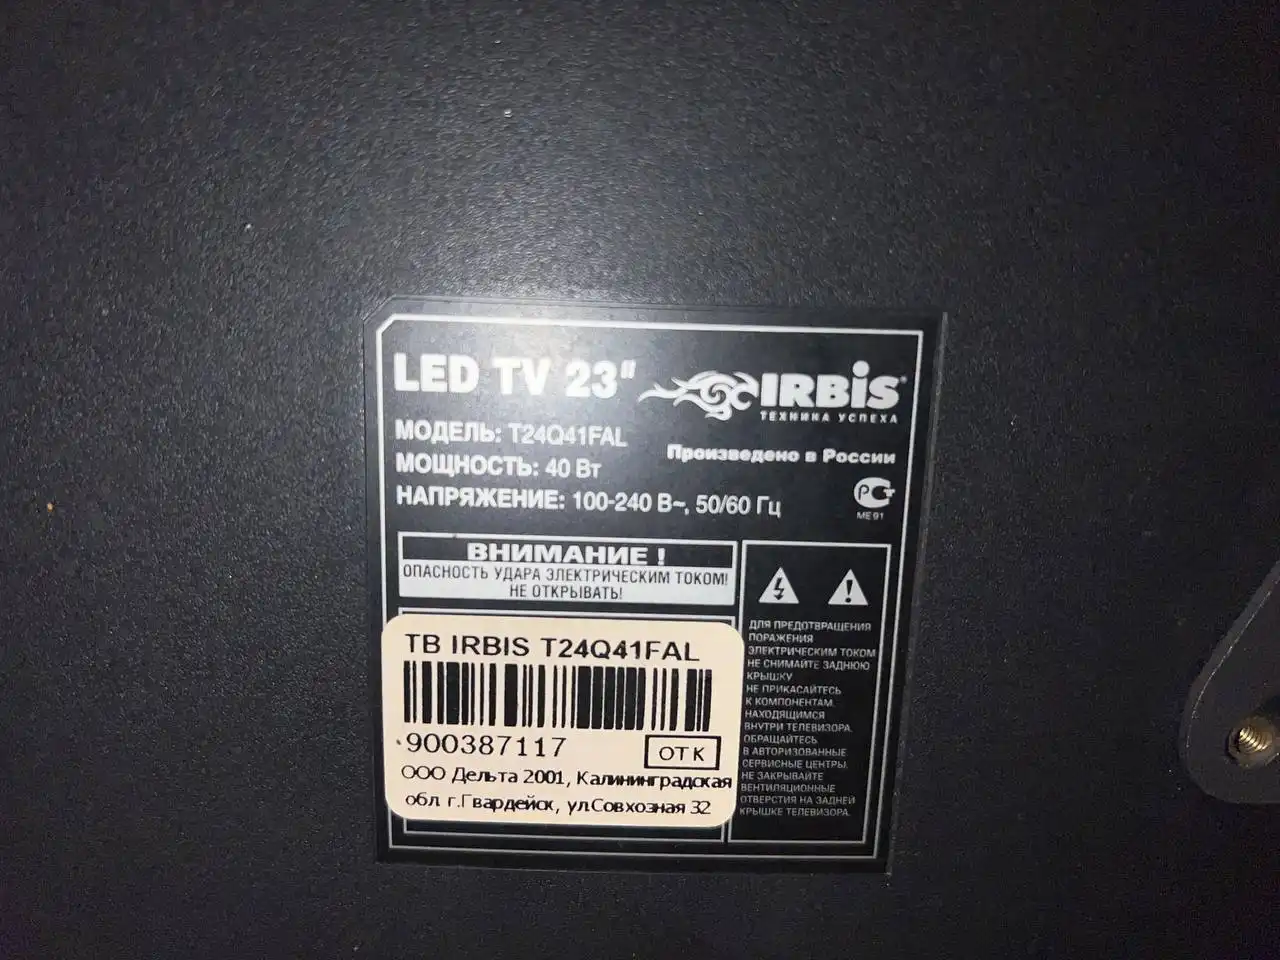 LED TV 23"
IRBIS
ТЕХНИКА УСПЕХА
МОДЕЛЬ: T24Q41FAL
Произведено в России
МОЩНОСТЬ: 40 Вт
НАПРЯЖЕНИЕ: 100-240 В~, 50/60 Гц
РСТ
МЕ91
ВНИМАНИЕ !
ОПАСНОСТЬ УДАРА ЭЛЕКТРИЧЕСКИМ ТОКОМ!
НЕ ОТКРЫВАТЬ!
ТВ IRBIS T24Q41FAL
900387117
ОТК
ООО Дельта 2001, Калининградская
обл. г.Гвардейск, ул.Совхозная 32
ДЛЯ ПРЕДОТВРАЩЕНИЯ
ПОРАЖЕНИЯ
ЭЛЕКТРИЧЕСКИМ ТОКОМ
НЕ СНИМАЙТЕ ЗАДНЮЮ
КРЫШКУ
НЕ ПРИКАСАЙТЕСЬ
К КОМПОНЕНТАМ,
НАХОДЯЩИМСЯ
ВНУТРИ ТЕЛЕВИЗОРА.
ОБРАЩАЙТЕСЬ
В АВТОРИЗОВАННЫЕ
СЕРВИСНЫЕ ЦЕНТРЫ.
НЕ ЗАКРЫВАЙТЕ
ВЕНТИЛЯЦИОННЫЕ
ОТВЕРСТИЯ НА ЗАДНЕЙ
КРЫШКЕ ТЕЛЕВИЗОРА.